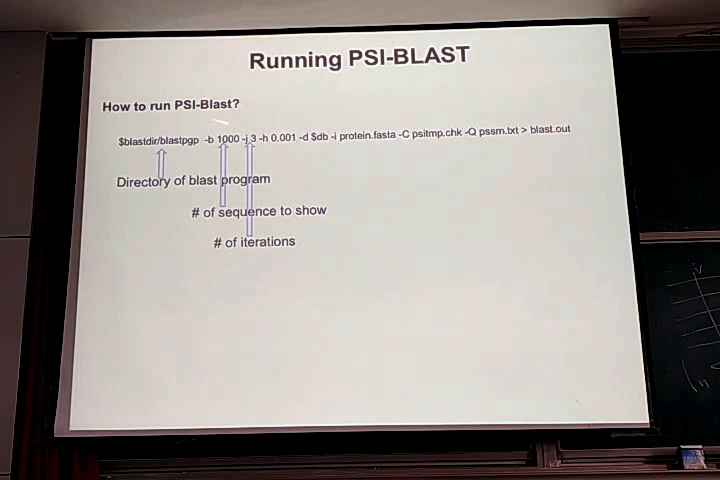 Running PSI-BLAST
How to run PSI-Blast?
$blastdir/blastpgp -b 1000 -j 3 -h 0.001 -d $db -i protein.fasta -C psitmp.chk -Q pssm.txt > blast.out
Directory of blast program
# of sequence to show
# of iterations